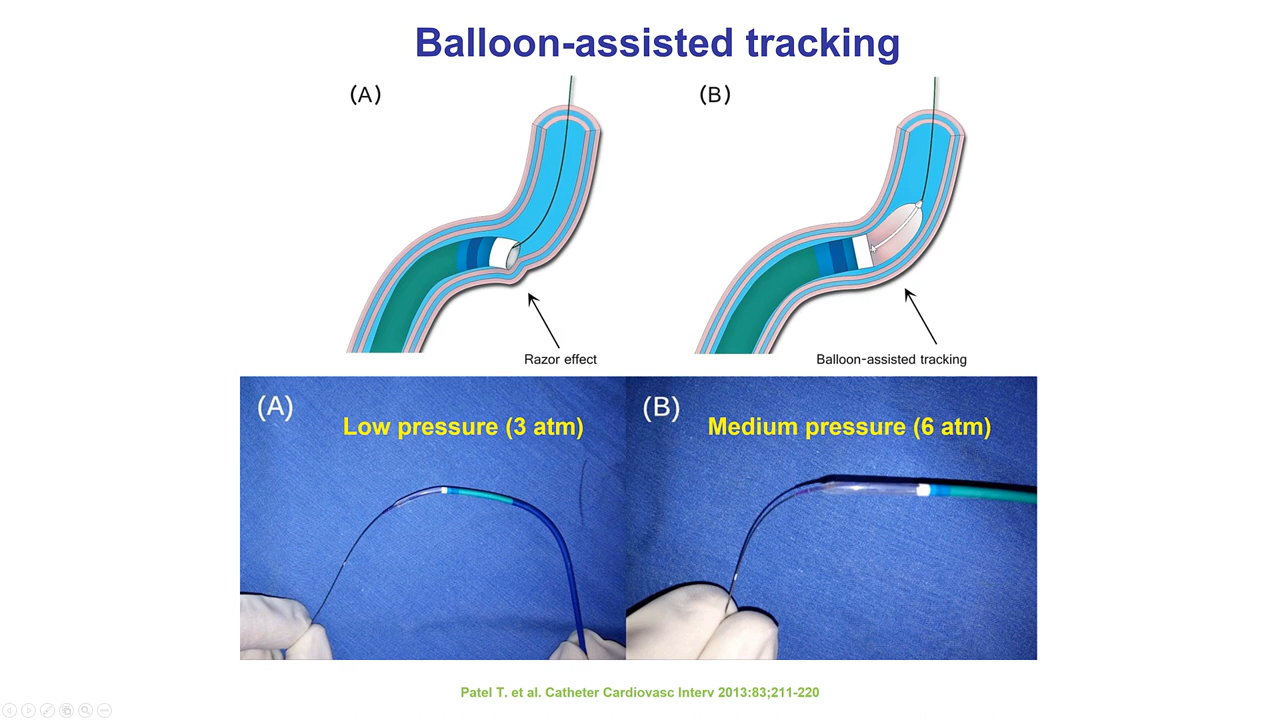 Balloon-assisted tracking
(A)
(B)
Razor effect
Balloon-assisted tracking
(A)
Low pressure (3 atm)
(B)
Medium pressure (6 atm)
Patel T. et al. Catheter Cardiovasc Interv 2013:83;211-220